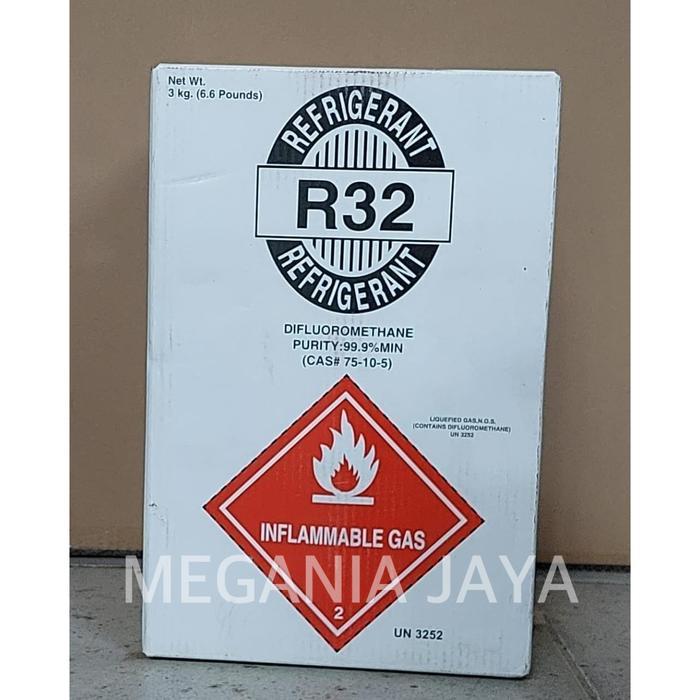 Net Wt.
3 kg. (6.6 Pounds)
REFRIGERANT
R32
REFRIGERANT
DIFLUOROMETHANE
PURITY:99.9%MIN
(CAS# 75-10-5)
LIQUEFIED GAS,N.O.S,
(CONTAINS DIFLUOROMETHANE)
UN 3252
INFLAMMABLE GAS
MEGANIA JAYA
2
UN 3252